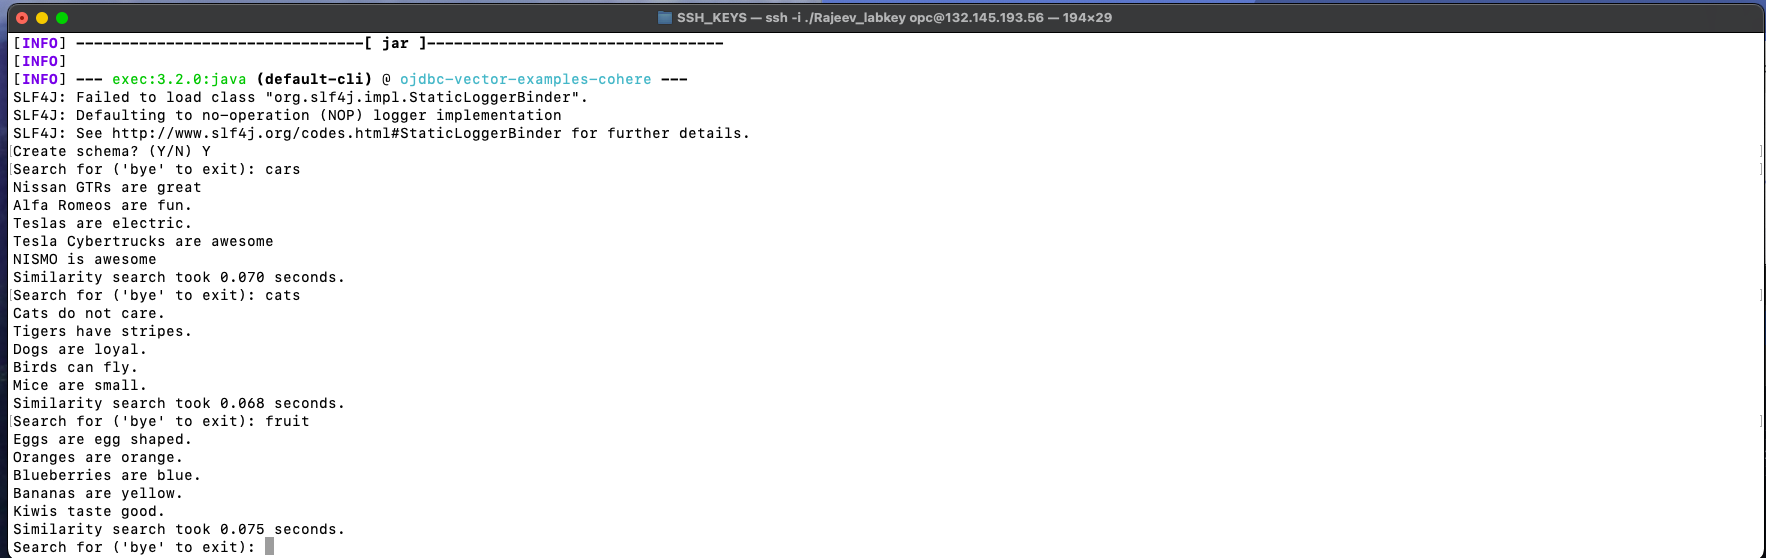 SSH_KEYS — ssh -i ./Rajeev_labkey opc@132.145.193.56 — 194×29
[INFO] --------------------------------[ jar ]---------------------------------
[INFO]
[INFO] --- exec:3.2.0:java (default-cli) @ ojdbc-vector-examples-cohere ---
SLF4J: Failed to load class "org.slf4j.impl.StaticLoggerBinder".
SLF4J: Defaulting to no-operation (NOP) logger implementation
SLF4J: See http://www.slf4j.org/codes.html#StaticLoggerBinder for further details.
Create schema? (Y/N) Y
Search for ('bye' to exit): cars
Nissan GTRs are great
Alfa Romeos are fun.
Teslas are electric.
Tesla Cybertrucks are awesome
NISMO is awesome
Similarity search took 0.070 seconds.
Search for ('bye' to exit): cats
Cats do not care.
Tigers have stripes.
Dogs are loyal.
Birds can fly.
Mice are small.
Similarity search took 0.068 seconds.
Search for ('bye' to exit): fruit
Eggs are egg shaped.
Oranges are orange.
Blueberries are blue.
Bananas are yellow.
Kiwis taste good.
Similarity search took 0.075 seconds.
Search for ('bye' to exit):